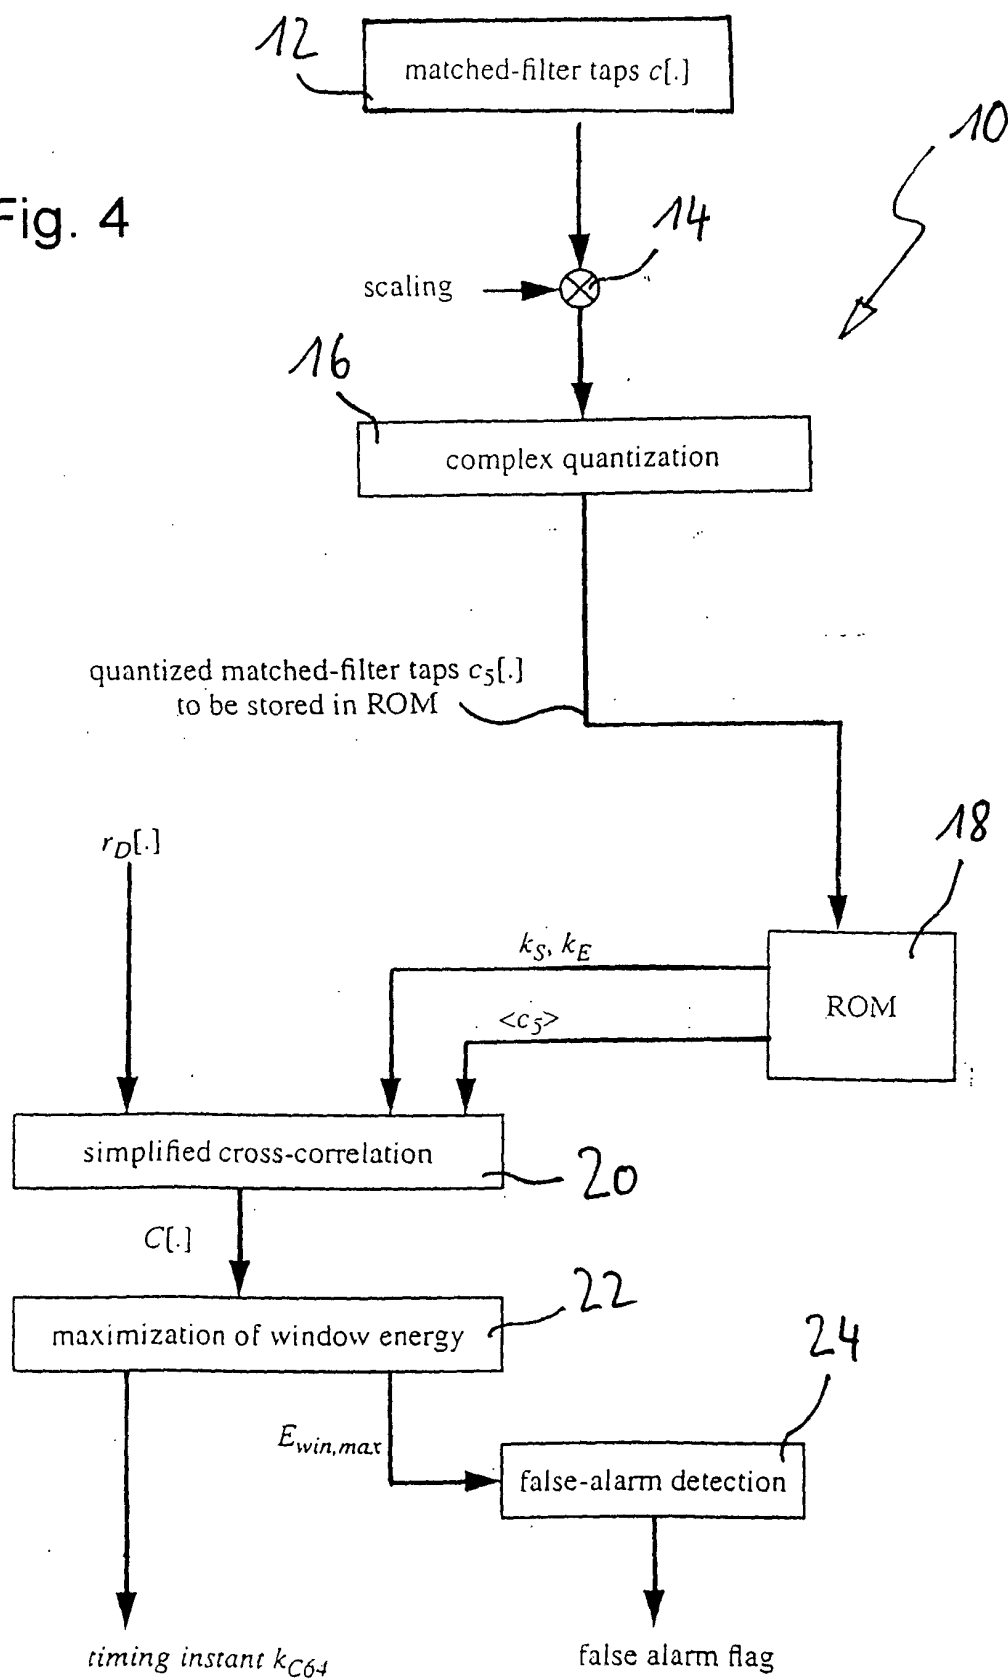 12
matched-filter taps c[.]
10
Fig. 4
14
scaling
16
complex quantization
quantized matched-filter taps c5[.]
to be stored in ROM
18
rD[.]
kS, kE
ROM
<c5>
simplified cross-correlation
20
C[.]
22
maximization of window energy
24
Ewin,max
false-alarm detection
timing instant kC64
false alarm flag